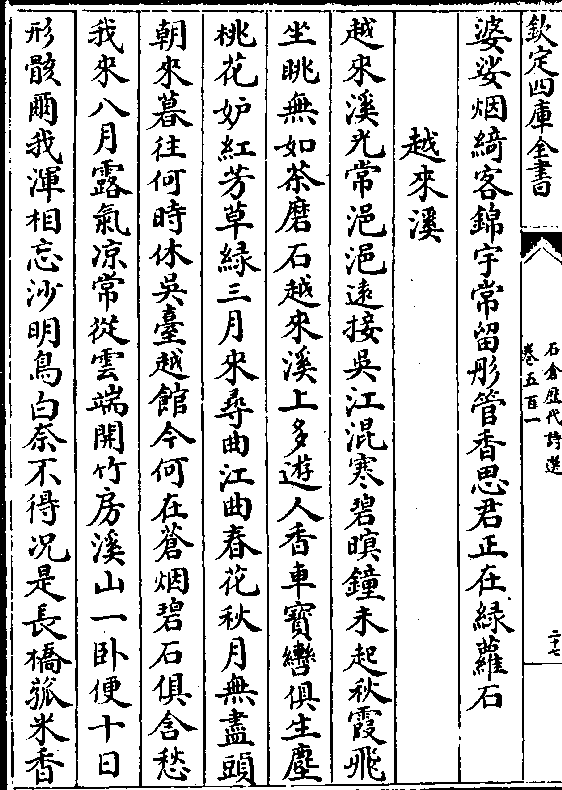 欽定四庫全書
石倉歷代詩選
卷五百一
二十七
婆娑烟綺客錦宇常留彤管香思君正在綠蘿石
越來溪
越來溪光常浥浥遠接吳江混寒碧暝鐘未起秋霞飛
坐眺無如茶磨石越來溪上多遊人香車寶轡俱生塵
桃花妒紅芳草綠三月來尋曲江曲春花秋月無盡頭
朝來暮往何時休吳臺越館今何在蒼烟碧石俱含愁
我來八月露氣凉常從雲端開竹房溪山一卧便十日
形骸爾我渾相忘沙明鳥白奈不得况是長橋菰米香